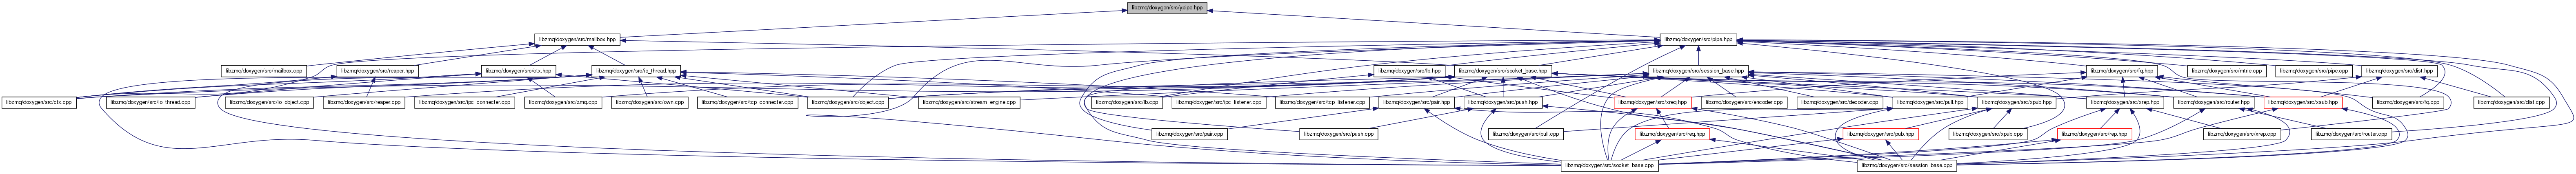 libzmq/doxygen/src/ypipe.hpp
libzmq/doxygen/src/mailbox.hpp
libzmq/doxygen/src/pipe.hpp
libzmq/doxygen/src/mailbox.cpp
libzmq/doxygen/src/reaper.hpp
libzmq/doxygen/src/ctx.hpp
libzmq/doxygen/src/io_thread.hpp
libzmq/doxygen/src/lb.hpp
libzmq/doxygen/src/socket_base.hpp
libzmq/doxygen/src/session_base.hpp
libzmq/doxygen/src/fq.hpp
libzmq/doxygen/src/mtrie.cpp
libzmq/doxygen/src/pipe.cpp
libzmq/doxygen/src/dist.hpp
libzmq/doxygen/src/ctx.cpp
libzmq/doxygen/src/io_thread.cpp
libzmq/doxygen/src/io_object.cpp
libzmq/doxygen/src/reaper.cpp
libzmq/doxygen/src/ipc_connecter.cpp
libzmq/doxygen/src/zmq.cpp
libzmq/doxygen/src/own.cpp
libzmq/doxygen/src/tcp_connecter.cpp
libzmq/doxygen/src/object.cpp
libzmq/doxygen/src/stream_engine.cpp
libzmq/doxygen/src/lb.cpp
libzmq/doxygen/src/ipc_listener.cpp
libzmq/doxygen/src/tcp_listener.cpp
libzmq/doxygen/src/pair.hpp
libzmq/doxygen/src/push.hpp
libzmq/doxygen/src/xreq.hpp
libzmq/doxygen/src/encoder.cpp
libzmq/doxygen/src/decoder.cpp
libzmq/doxygen/src/pull.hpp
libzmq/doxygen/src/xpub.hpp
libzmq/doxygen/src/xrep.hpp
libzmq/doxygen/src/router.hpp
libzmq/doxygen/src/xsub.hpp
libzmq/doxygen/src/fq.cpp
libzmq/doxygen/src/dist.cpp
libzmq/doxygen/src/pair.cpp
libzmq/doxygen/src/push.cpp
libzmq/doxygen/src/pull.cpp
libzmq/doxygen/src/req.hpp
libzmq/doxygen/src/pub.hpp
libzmq/doxygen/src/xpub.cpp
libzmq/doxygen/src/rep.hpp
libzmq/doxygen/src/xrep.cpp
libzmq/doxygen/src/router.cpp
libzmq/doxygen/src/socket_base.cpp
libzmq/doxygen/src/session_base.cpp